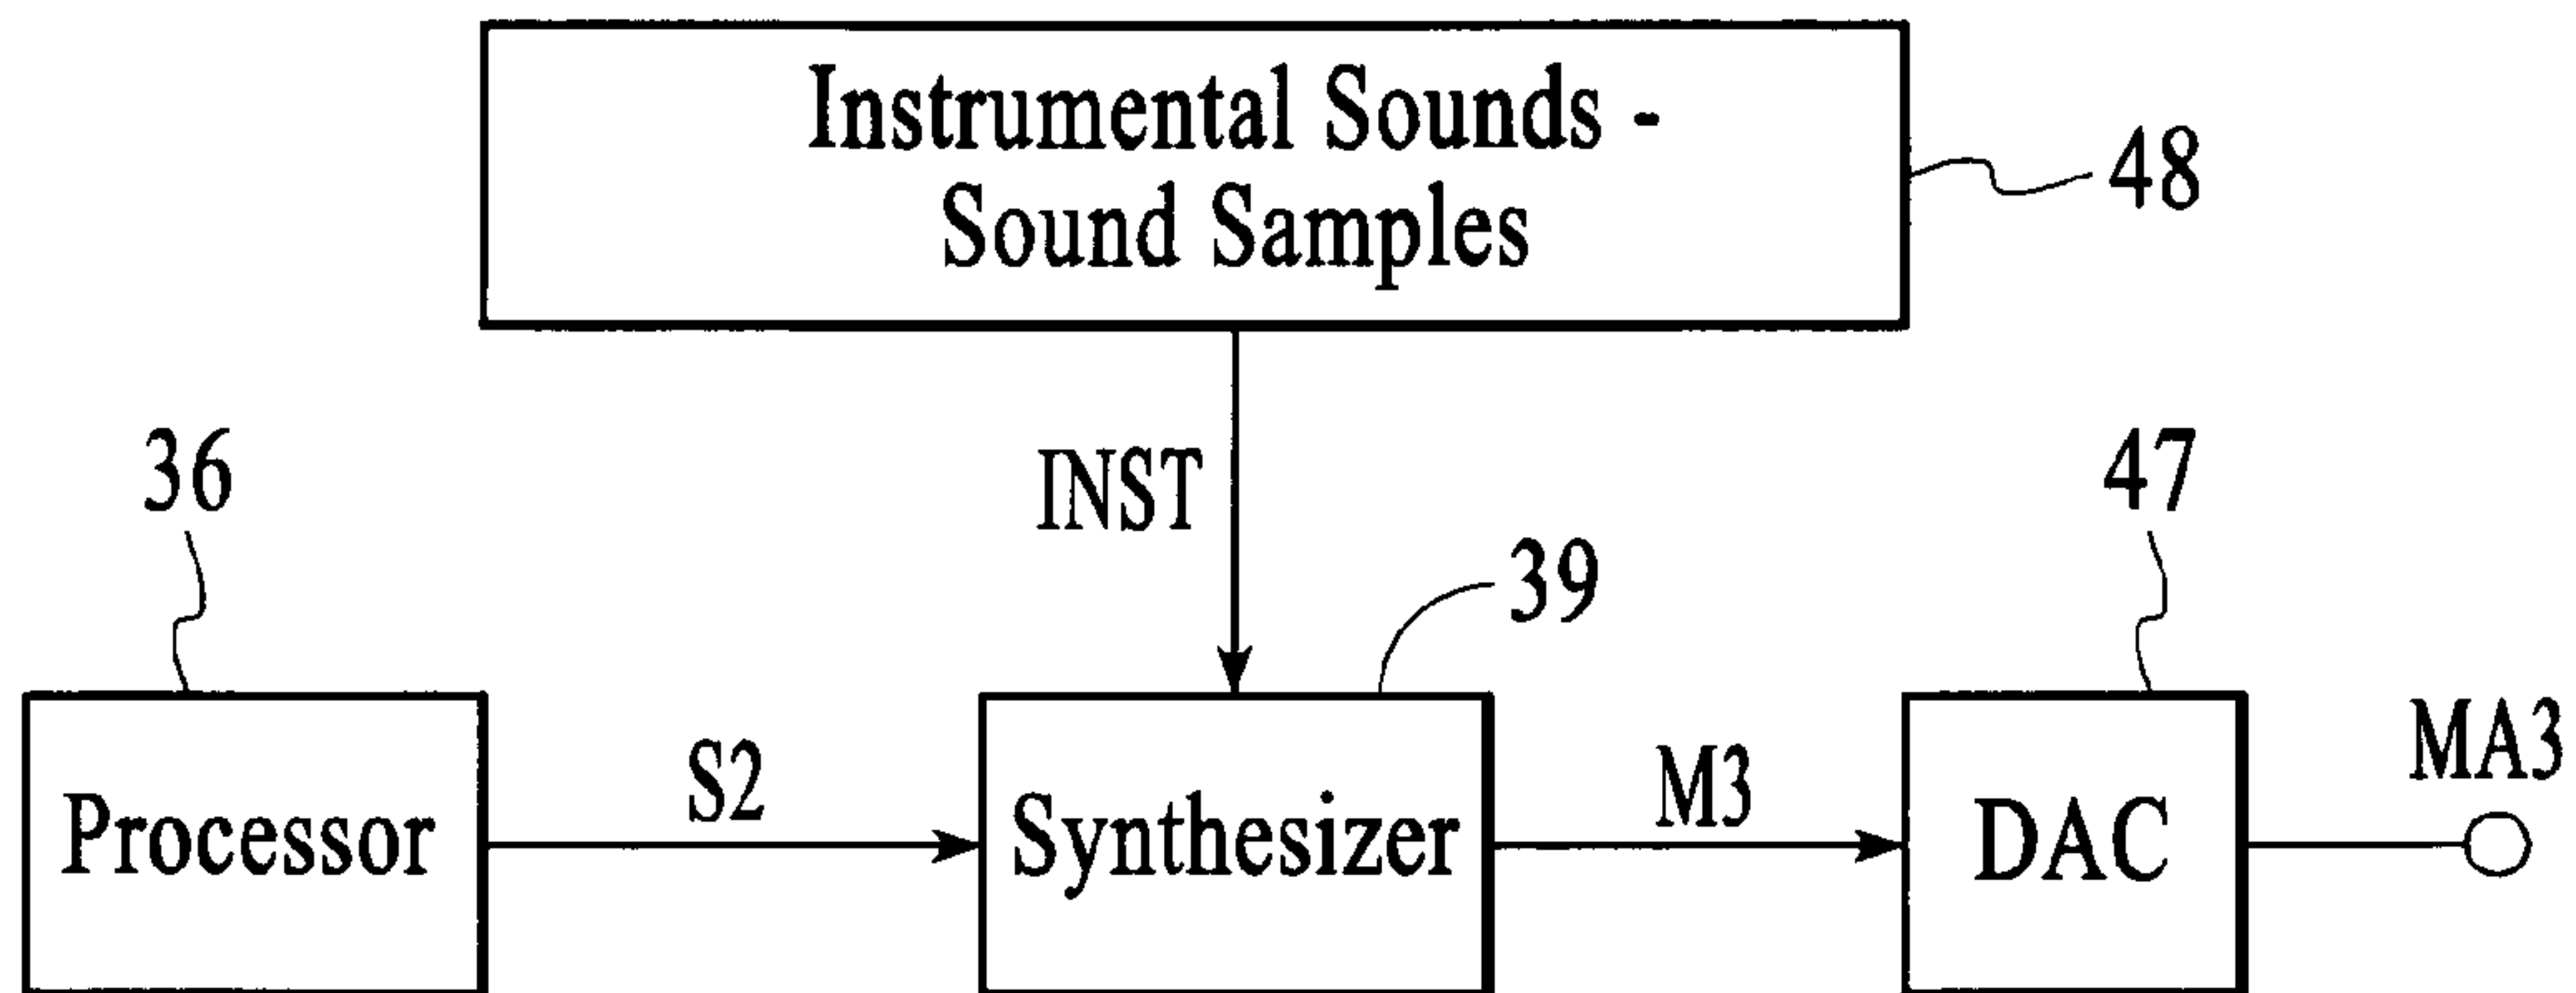 Instrumental Sounds -
Sound Samples
48
36
INST
47
39
MA3
S2
M3
Processor
Synthesizer
DAC